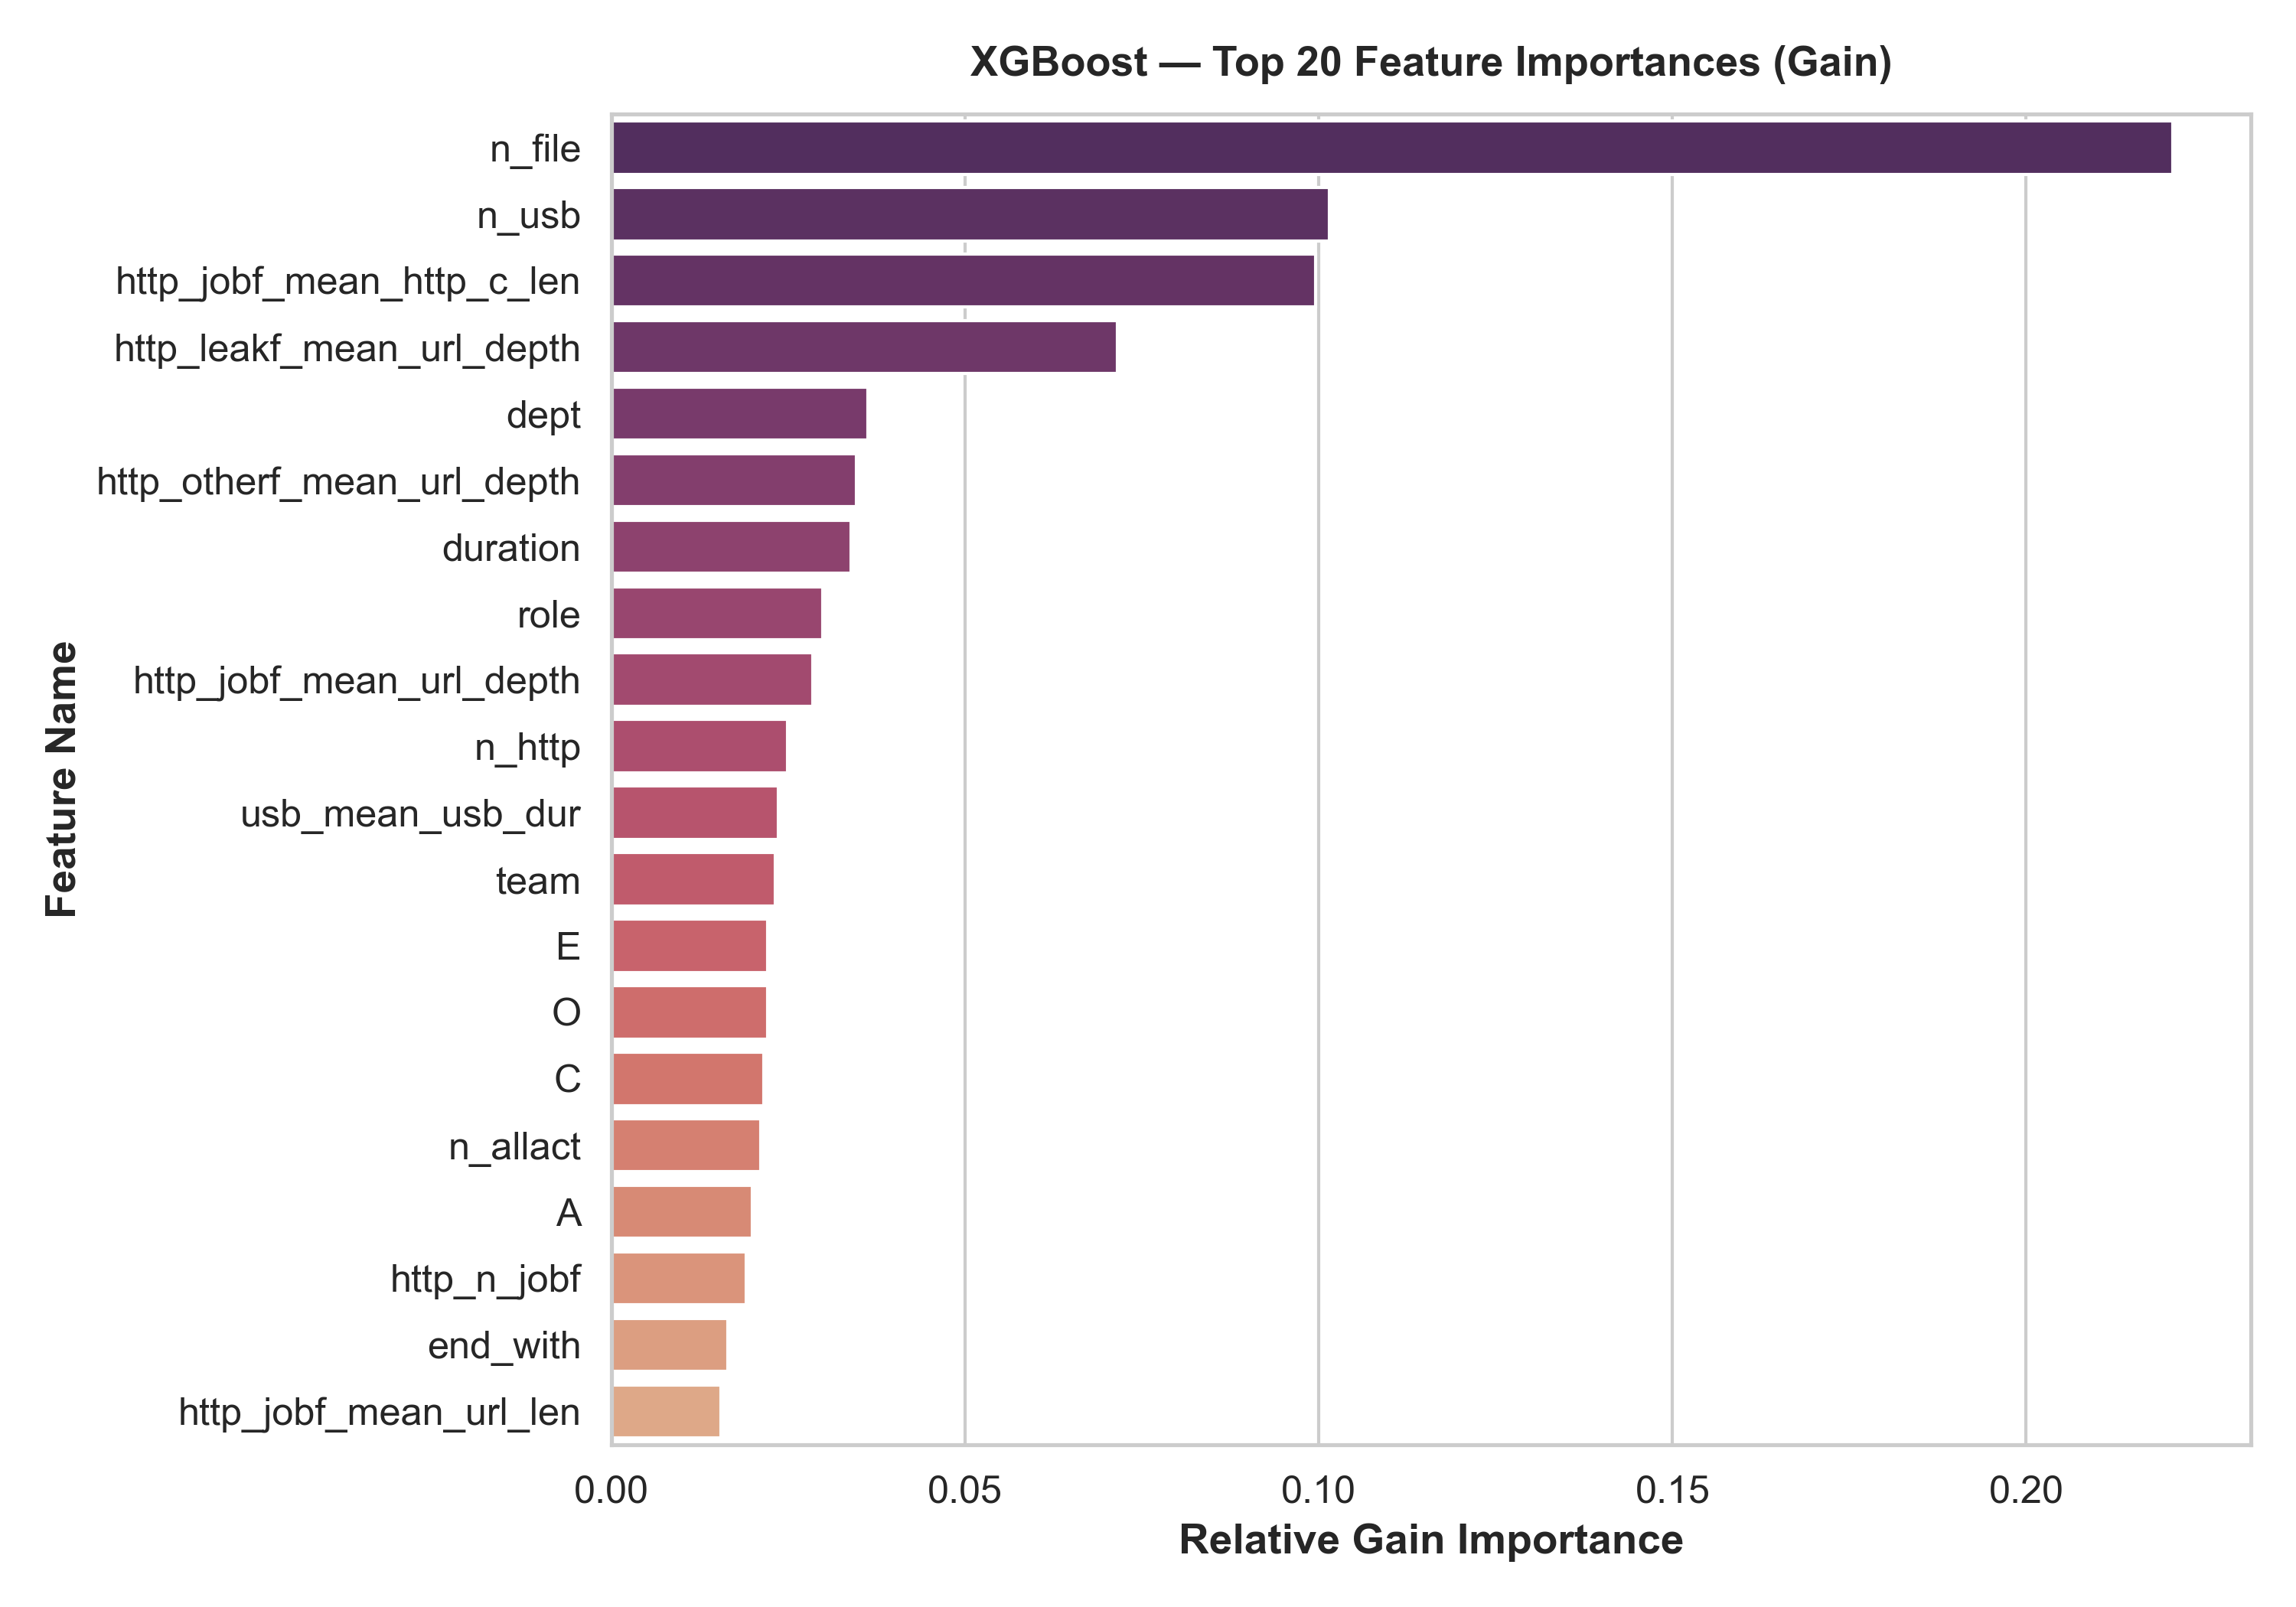 XGBoost — Top 20 Feature Importances (Gain)
Feature Name
n_file
n_usb
http_jobf_mean_http_c_len
http_leakf_mean_url_depth
dept
http_otherf_mean_url_depth
duration
role
http_jobf_mean_url_depth
n_http
usb_mean_usb_dur
team
E
O
C
n_allact
A
http_n_jobf
end_with
http_jobf_mean_url_len
0.00 0.05 0.10 0.15 0.20
Relative Gain Importance